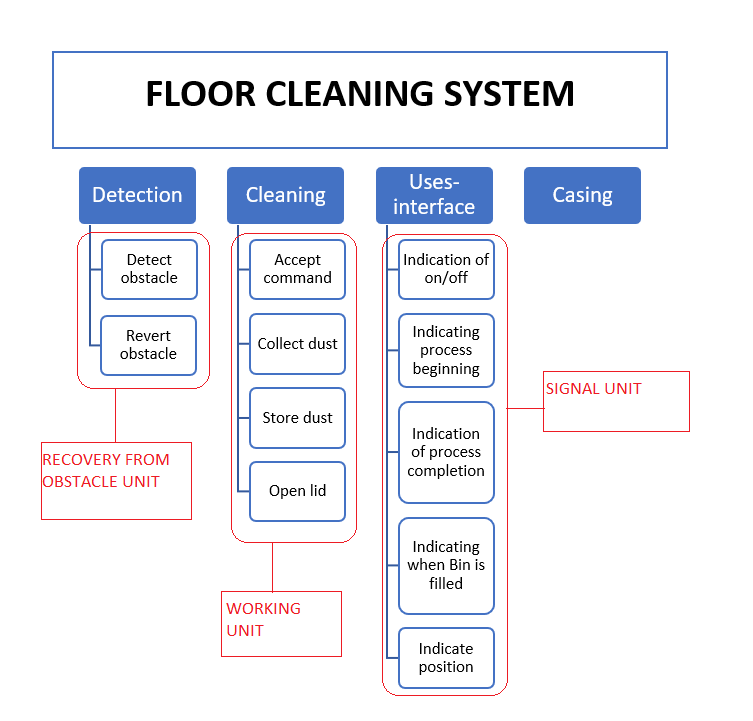 FLOOR CLEANING SYSTEM
Detection
Cleaning
Uses-
interface
Casing
Detect
obstacle
Revert
obstacle
RECOVERY FROM
OBSTACLE UNIT
Accept
command
Collect dust
Store dust
Open lid
WORKING
UNIT
Indication of
on/off
Indicating
process
beginning
Indication
of process
completion
Indicating
when Bin is
filled
Indicate
position
SIGNAL UNIT